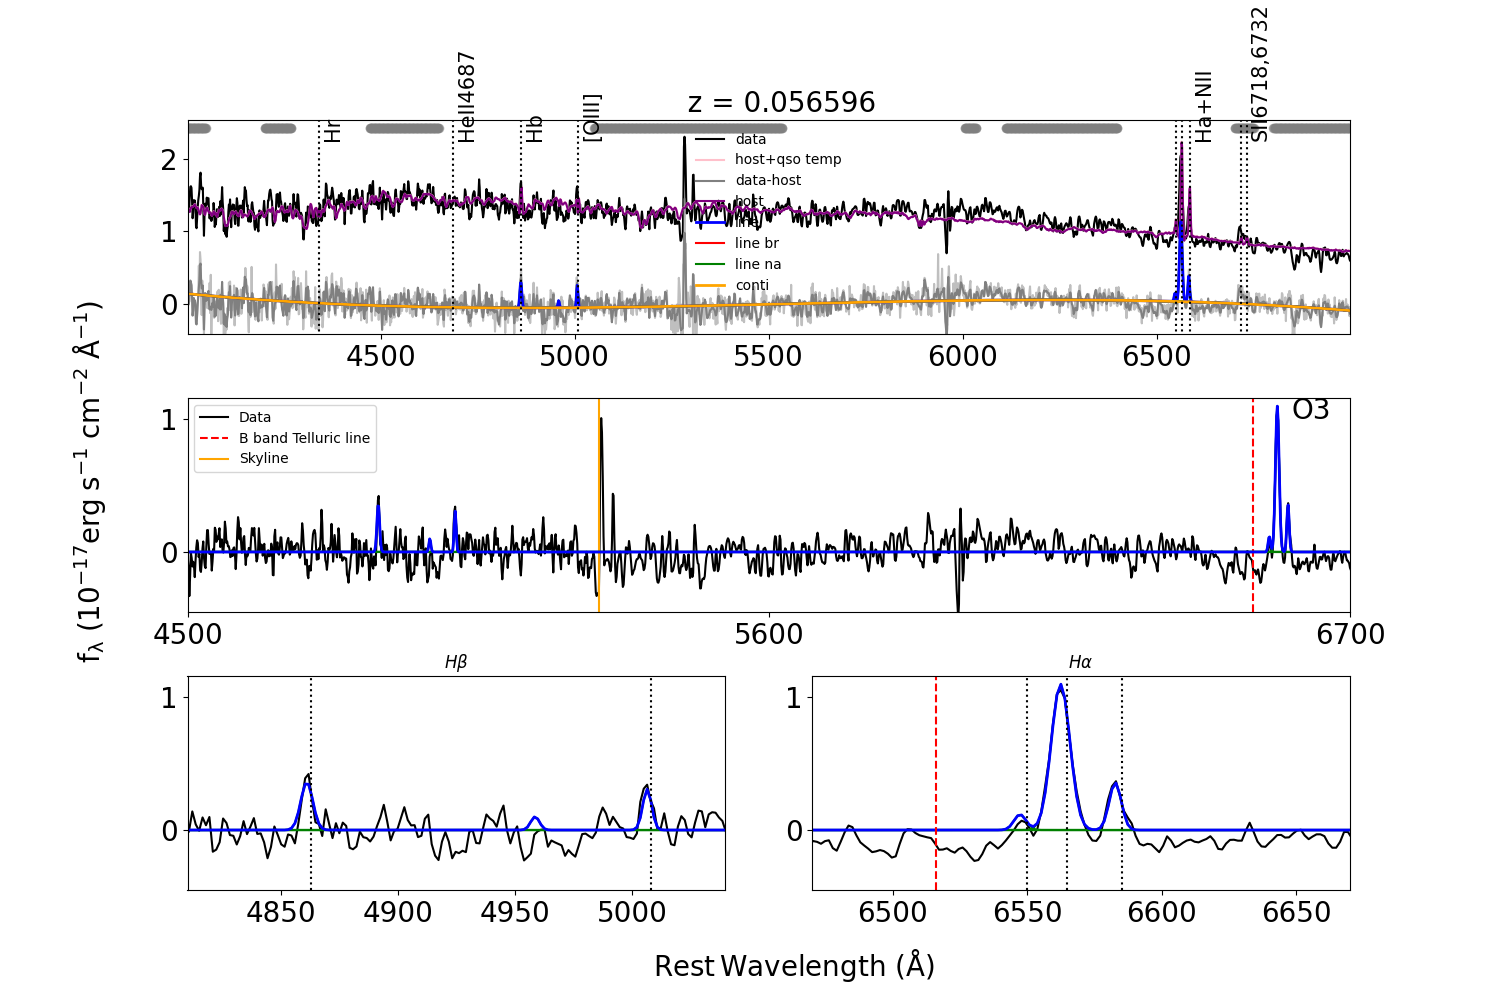 z = 0.056596
Hr
HeII4687
Hb
[OIII]
Ha+NII
SII6718,6732
data
host+qso temp
data-host
host
line
line br
line na
conti
2
1
0
4500 5000 5500 6000 6500
fλ (10⁻¹⁷erg s⁻¹ cm⁻² Å⁻¹)
Data
B band Telluric line
Skyline
O3
1
0
4500 5600 6700
Hβ
1
0
4850 4900 4950 5000
Hα
1
0
6500 6550 6600 6650
Rest Wavelength (Å)